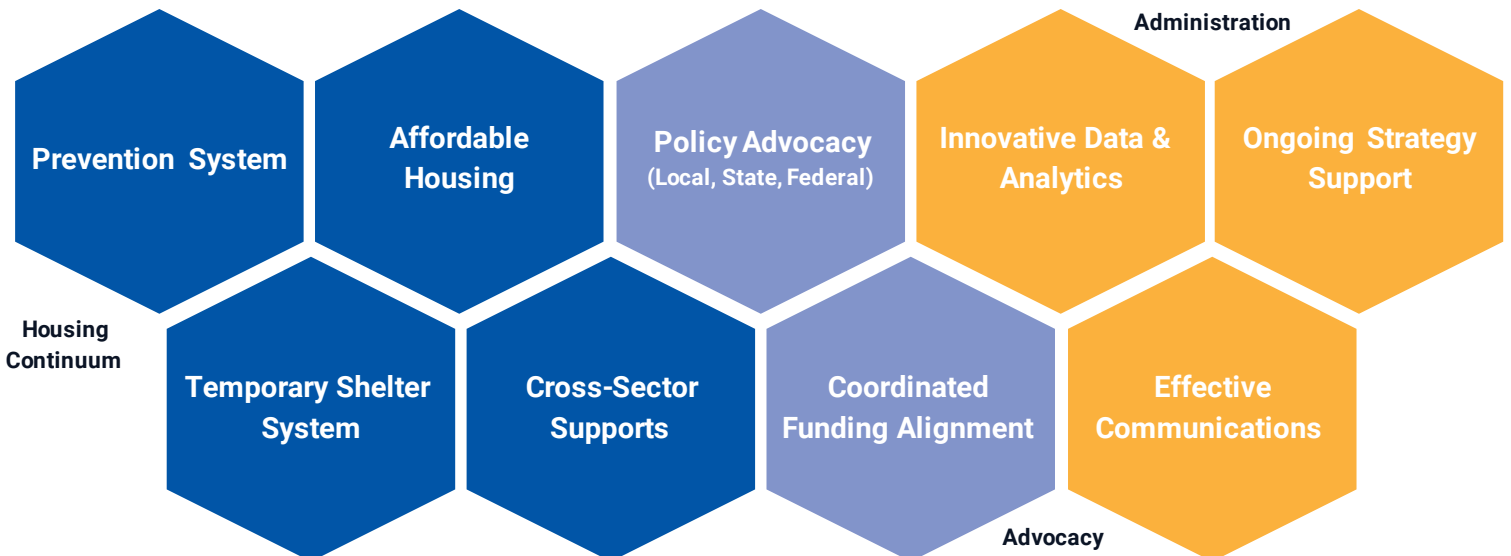 Administration
Prevention System
Affordable
Housing
Policy Advocacy
(Local, State, Federal)
Innovative Data &
Analytics
Ongoing Strategy
Support
Housing
Continuum
Temporary Shelter
System
Cross-Sector
Supports
Coordinated
Funding Alignment
Effective
Communications
Advocacy